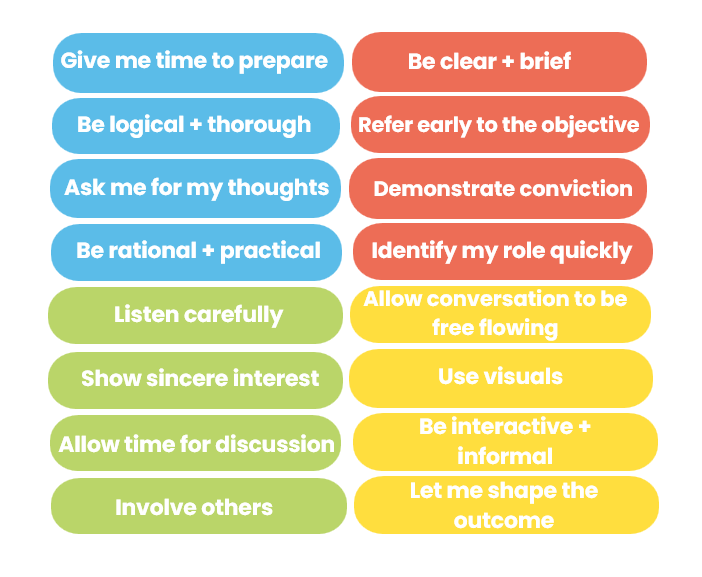 Give me time to prepare
Be clear + brief
Be logical + thorough
Refer early to the objective
Ask me for my thoughts
Demonstrate conviction
Be rational + practical
Identify my role quickly
Listen carefully
Allow conversation to be
free flowing
Show sincere interest
Use visuals
Allow time for discussion
Be interactive +
informal
Involve others
Let me shape the
outcome